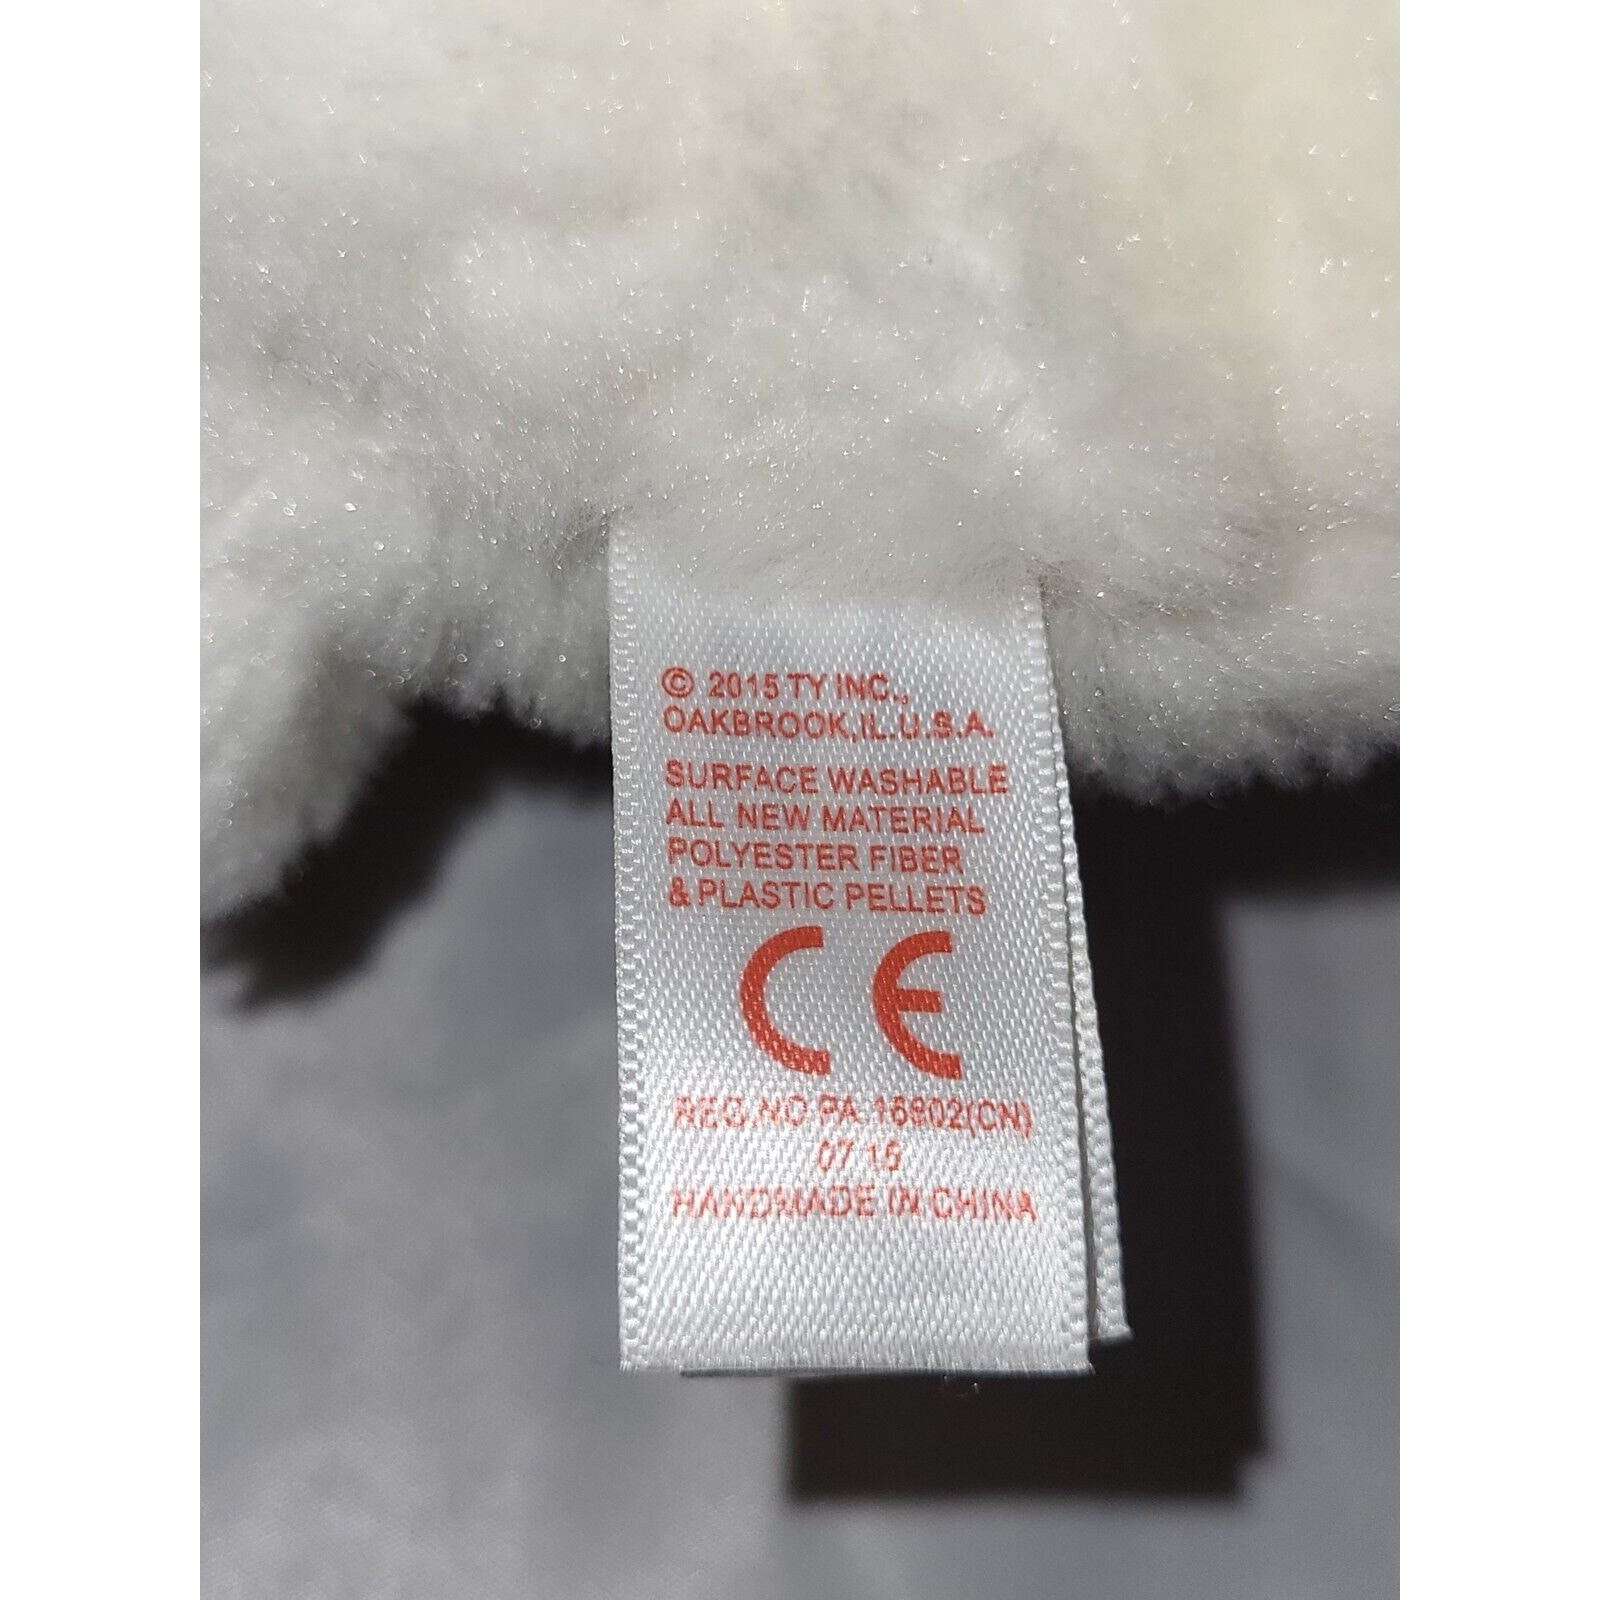 © 2015 TY INC.,
OAKBROOK,IL.U.S.A.
SURFACE WASHABLE
ALL NEW MATERIAL
POLYESTER FIBER
& PLASTIC PELLETS
CE
REG.NO PA. 16802(CN)
07 15
HANDMADE IN CHINA